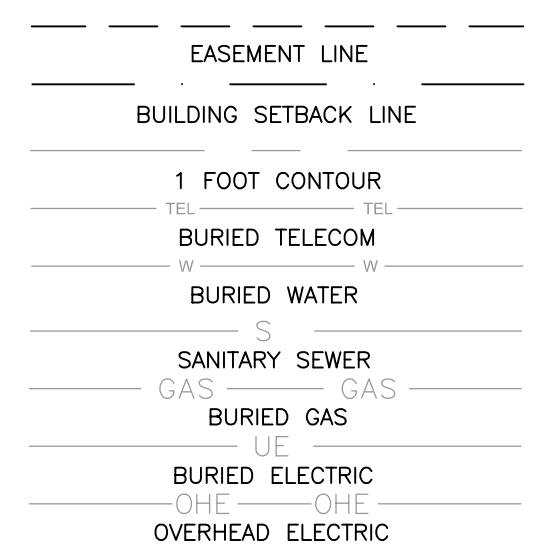 EASEMENT LINE
BUILDING SETBACK LINE
1 FOOT CONTOUR
TEL TEL
BURIED TELECOM
W W
BURIED WATER
S
SANITARY SEWER
GAS GAS
BURIED GAS
UE
BURIED ELECTRIC
OHE OHE
OVERHEAD ELECTRIC